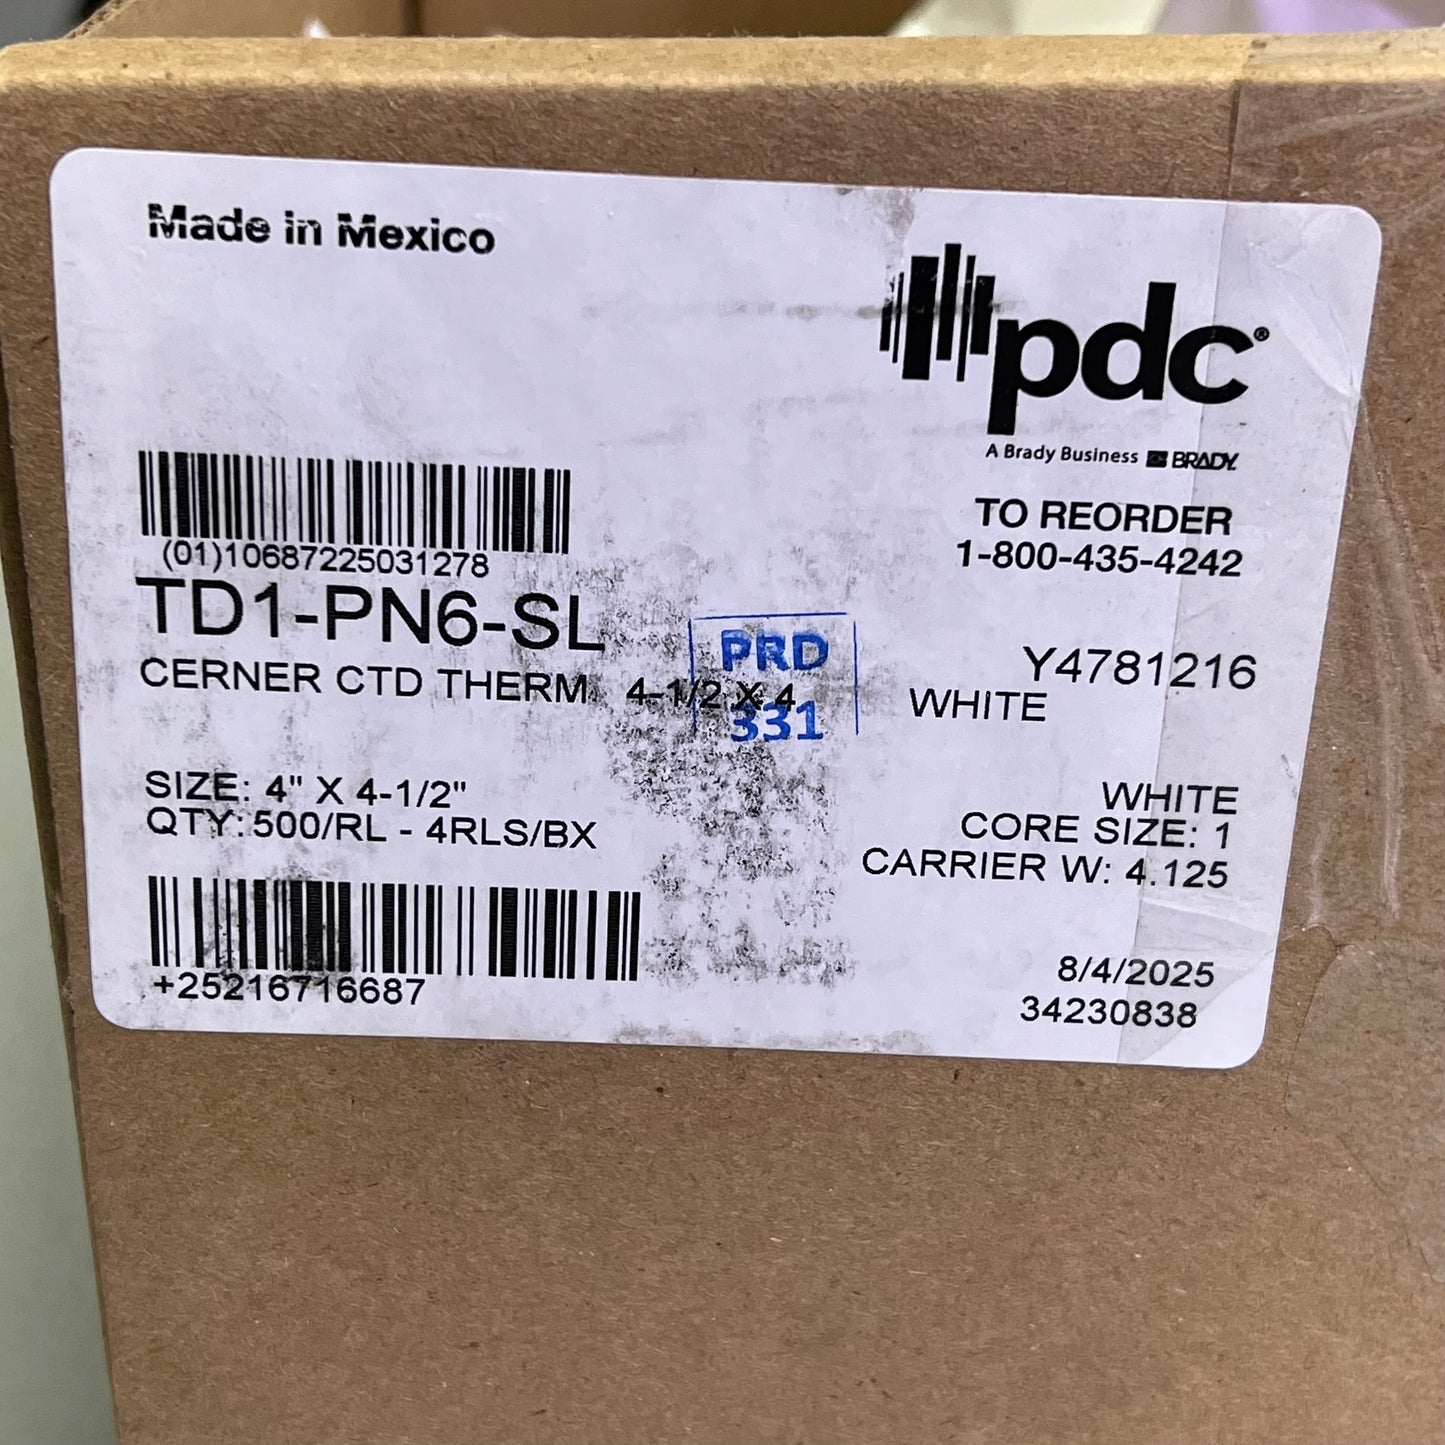 Made in Mexico
pdc®
A Brady Business BRADY
TO REORDER
1-800-435-4242
(01)10687225031278
TD1-PN6-SL
CERNER CTD THERM 4-1/2 X 4 WHITE
Y4781216
PRD
331
SIZE: 4" X 4-1/2"
QTY: 500/RL - 4RLS/BX
WHITE
CORE SIZE: 1
CARRIER W: 4.125
+25216716687
8/4/2025
34230838